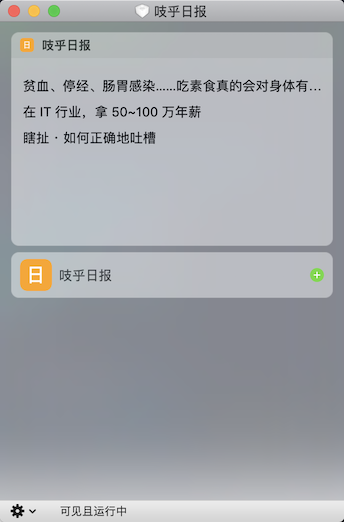 吱乎日报
日 吱乎日报
贫血、停经、肠胃感染......吃素食真的会对身体有...
在 IT 行业，拿 50~100 万年薪
瞎扯 · 如何正确地吐槽
日 吱乎日报
可见且运行中